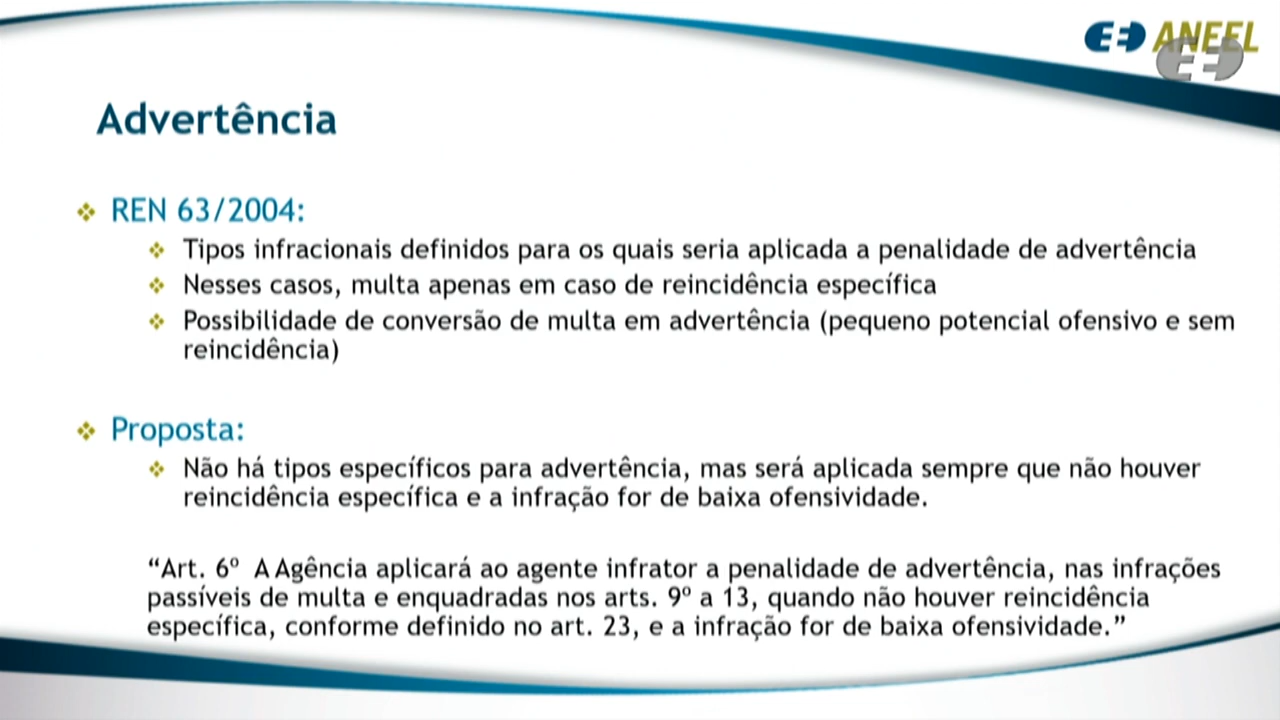 ANEEL
Advertência
REN 63/2004:
Tipos infracionais definidos para os quais seria aplicada a penalidade de advertência
Nesses casos, multa apenas em caso de reincidência específica
Possibilidade de conversão de multa em advertência (pequeno potencial ofensivo e sem
reincidência)
Proposta:
Não há tipos específicos para advertência, mas será aplicada sempre que não houver
reincidência específica e a infração for de baixa ofensividade.
“Art. 6º A Agência aplicará ao agente infrator a penalidade de advertência, nas infrações
passíveis de multa e enquadradas nos arts. 9º a 13, quando não houver reincidência
específica, conforme definido no art. 23, e a infração for de baixa ofensividade.”